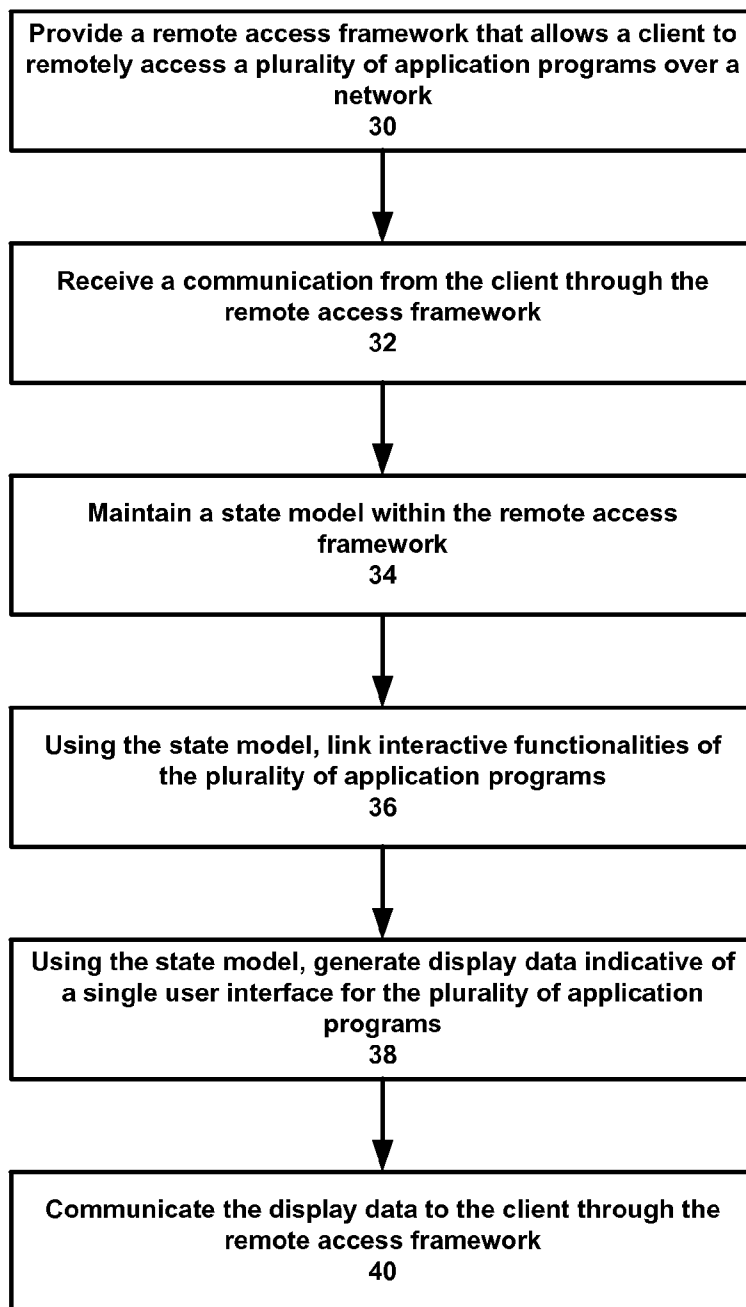 Provide a remote access framework that allows a client to
remotely access a plurality of application programs over a
network
30
Receive a communication from the client through the
remote access framework
32
Maintain a state model within the remote access
framework
34
Using the state model, link interactive functionalities of
the plurality of application programs
36
Using the state model, generate display data indicative of
a single user interface for the plurality of application
programs
38
Communicate the display data to the client through the
remote access framework
40